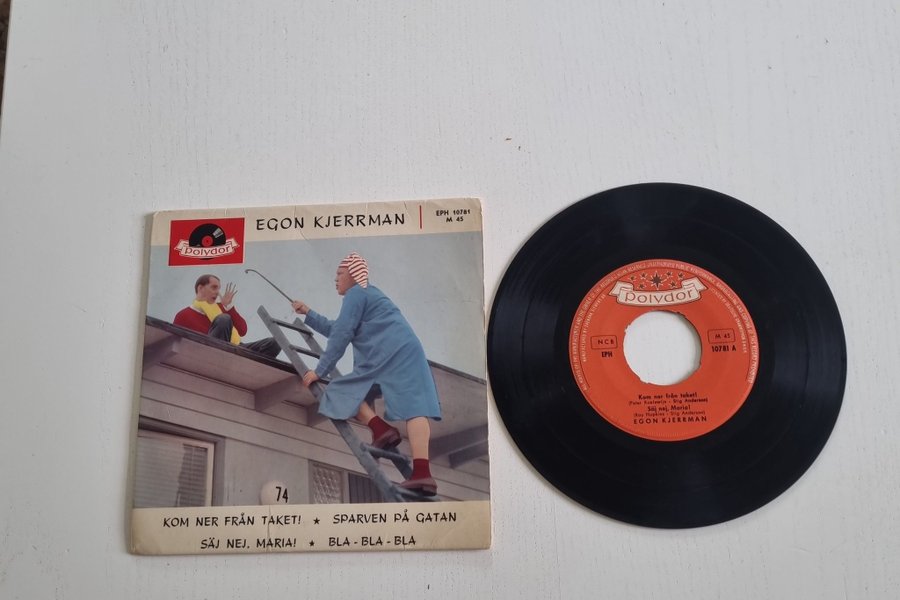 polydor
EGON KJERRMAN
EPH 10781
M 45
74
KOM NER FRÅN TAKET! ★ SPARVEN PÅ GATAN
SÄJ NEJ, MARIA! ★ BLA-BLA-BLA
polydor
NCB
M 45
EPH
10781 A
Kom ner från taket!
Säj nej, Maria!
EGON KJERRMAN